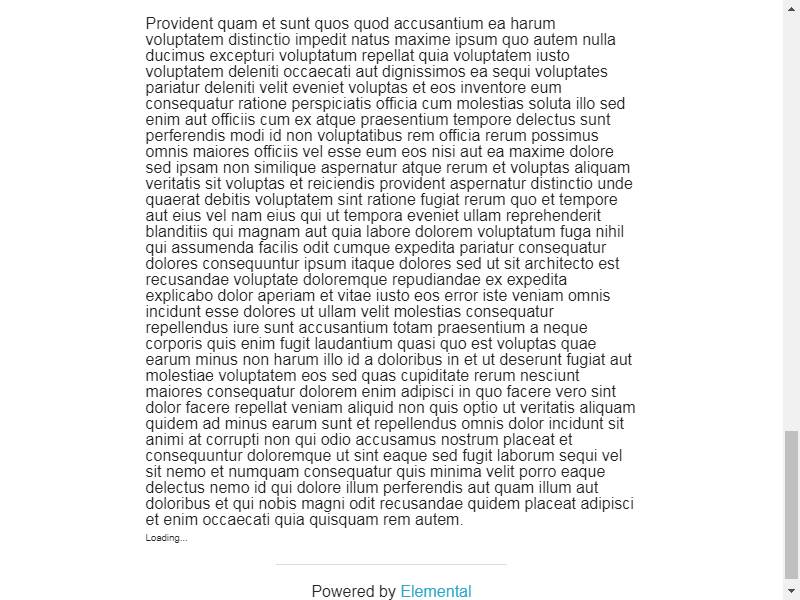 Provident quam et sunt quos quod accusantium ea harum
voluptatem distinctio impedit natus maxime ipsum quo autem nulla
ducimus excepturi voluptatum repellat quia voluptatem iusto
voluptatem deleniti occaecati aut dignissimos ea sequi voluptates
pariatur deleniti velit eveniet voluptas et eos inventore eum
consequatur ratione perspiciatis officia cum molestias soluta illo sed
enim aut officiis cum ex atque praesentium tempore delectus sunt
perferendis modi id non voluptatibus rem officia rerum possimus
omnis maiores officiis vel esse eum eos nisi aut ea maxime dolore
sed ipsam non similique aspernatur atque rerum et voluptas aliquam
veritatis sit voluptas et reiciendis provident aspernatur distinctio unde
quaerat debitis voluptatem sint ratione fugiat rerum quo et tempore
aut eius vel nam eius qui ut tempora eveniet ullam reprehenderit
blanditiis qui magnam aut quia labore dolorem voluptatum fuga nihil
qui assumenda facilis odit cumque expedita pariatur consequatur
dolores consequuntur ipsum itaque dolores sed ut sit architecto est
recusandae voluptate doloremque repudiandae ex expedita
explicabo dolor aperiam et vitae iusto eos error iste veniam omnis
incidunt esse dolores ut ullam velit molestias consequatur
repellendus iure sunt accusantium totam praesentium a neque
corporis quis enim fugit laudantium quasi quo est voluptas quae
earum minus non harum illo id a doloribus in et ut deserunt fugiat aut
molestiae voluptatem eos sed quas cupiditate rerum nesciunt
maiores consequatur dolorem enim adipisci in quo facere vero sint
dolor facere repellat veniam aliquid non quis optio ut veritatis aliquam
quidem ad minus earum sunt et repellendus omnis dolor incidunt sit
animi at corrupti non qui odio accusamus nostrum placeat et
consequuntur doloremque ut sint eaque sed fugit laborum sequi vel
sit nemo et numquam consequatur quis minima velit porro eaque
delectus nemo id qui dolore illum perferendis aut quam illum aut
doloribus et qui nobis magni odit recusandae quidem placeat adipisci
et enim occaecati quia quisquam rem autem.
Loading...
Powered by Elemental